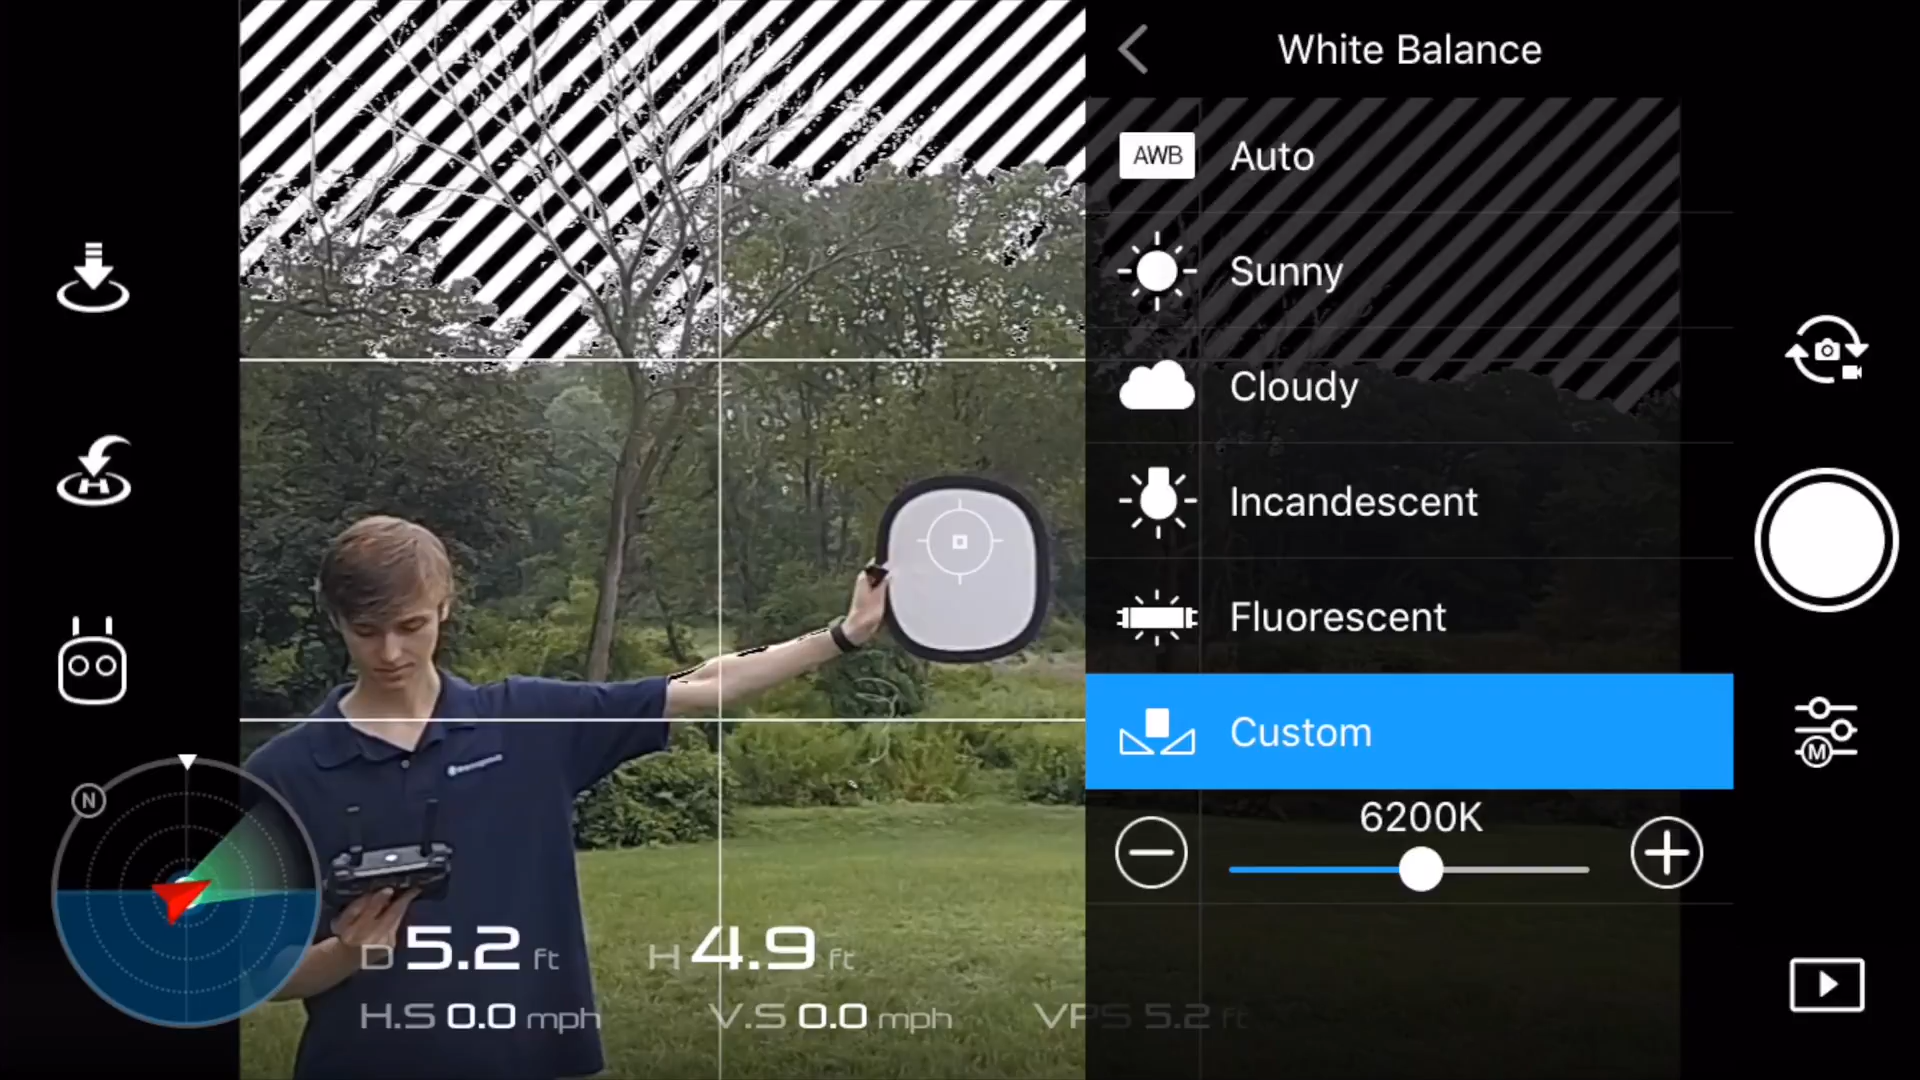 White Balance
AWB Auto
Sunny
Cloudy
Incandescent
Fluorescent
Custom
6200K
M
N
D 5.2 ft H 4.9 ft
H.S 0.0 mph V.S 0.0 mph VPS 5.2 ft